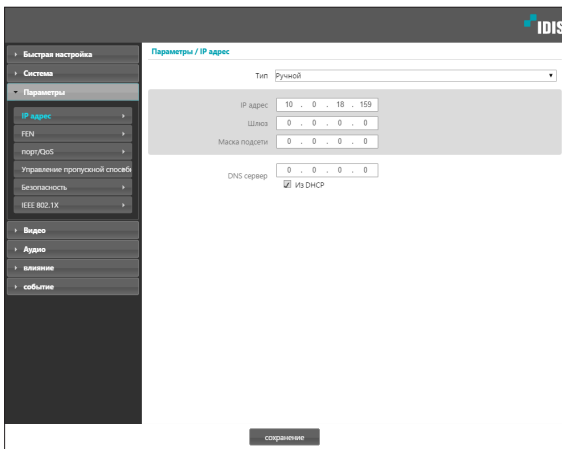 IDIS
Быстрая настройка
Система
Параметры
IP адрес
FEN
порт/QoS
Управление пропускной способн
Безопасность
IEEE 802.1X
Видео
Аудио
влияние
событие
Параметры / IP адрес
Тип Ручной
IP адрес 10 . 0 . 18 . 159
Шлюз 0 . 0 . 0 . 0
Маска подсети 0 . 0 . 0 . 0
DNS сервер 0 . 0 . 0 . 0
Из DHCP
сохранение